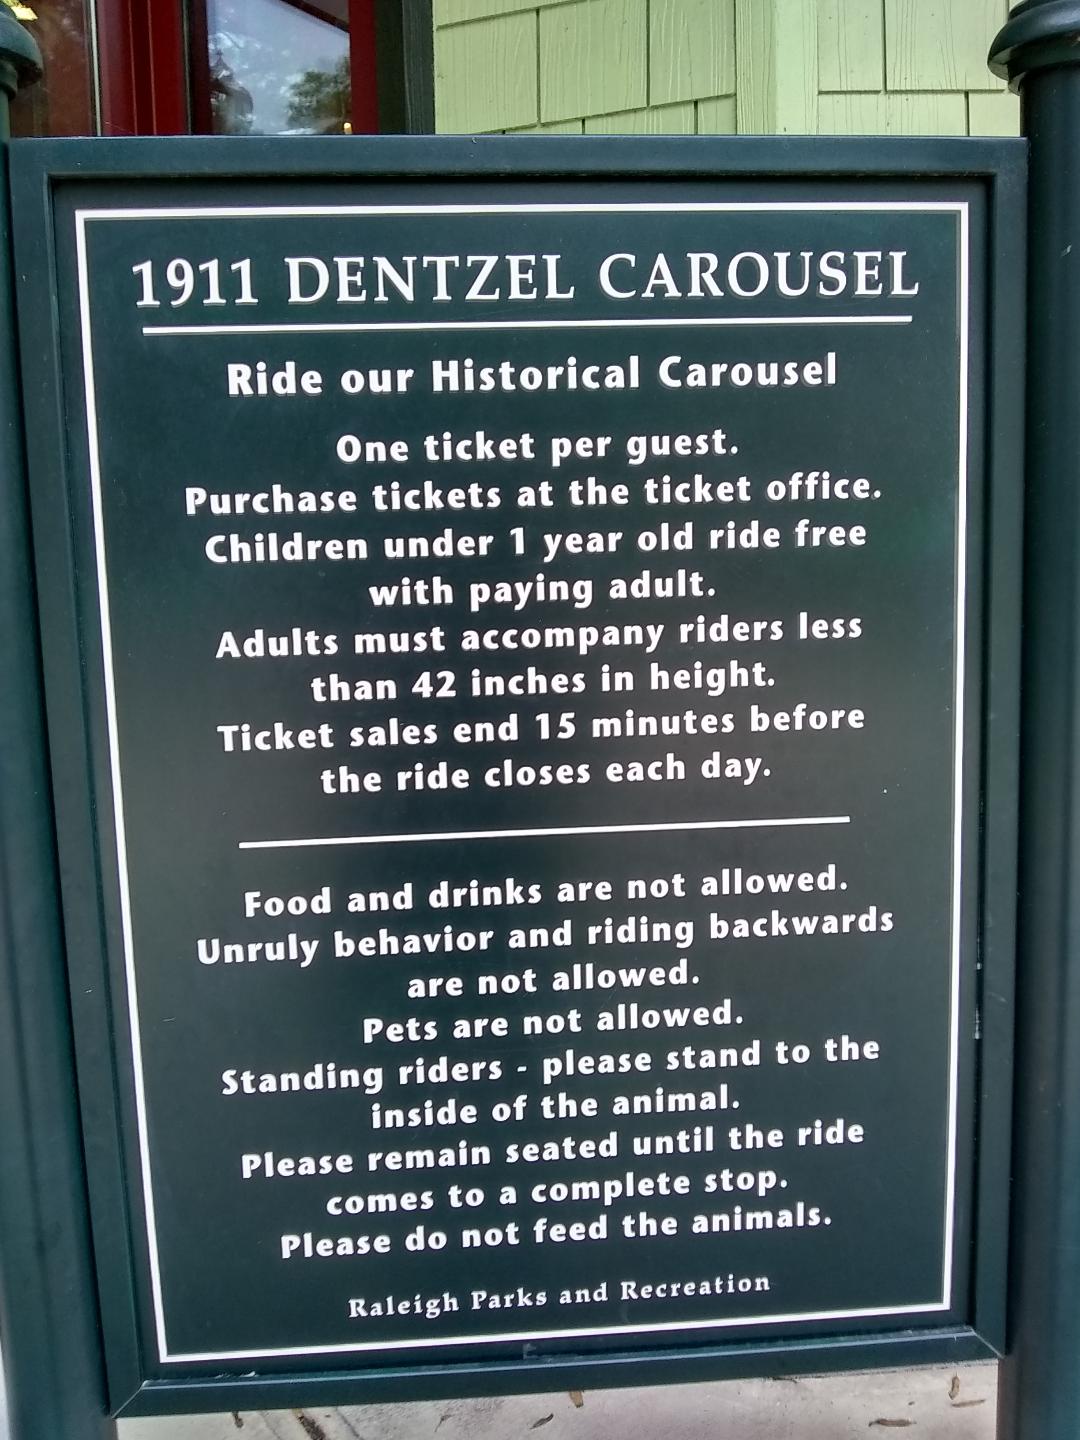 1911 DENTZEL CAROUSEL
Ride our Historical Carousel
One ticket per guest.
Purchase tickets at the ticket office.
Children under 1 year old ride free
with paying adult.
Adults must accompany riders less
than 42 inches in height.
Ticket sales end 15 minutes before
the ride closes each day.
Food and drinks are not allowed.
Unruly behavior and riding backwards
are not allowed.
Pets are not allowed.
Standing riders - please stand to the
inside of the animal.
Please remain seated until the ride
comes to a complete stop.
Please do not feed the animals.
Raleigh Parks and Recreation